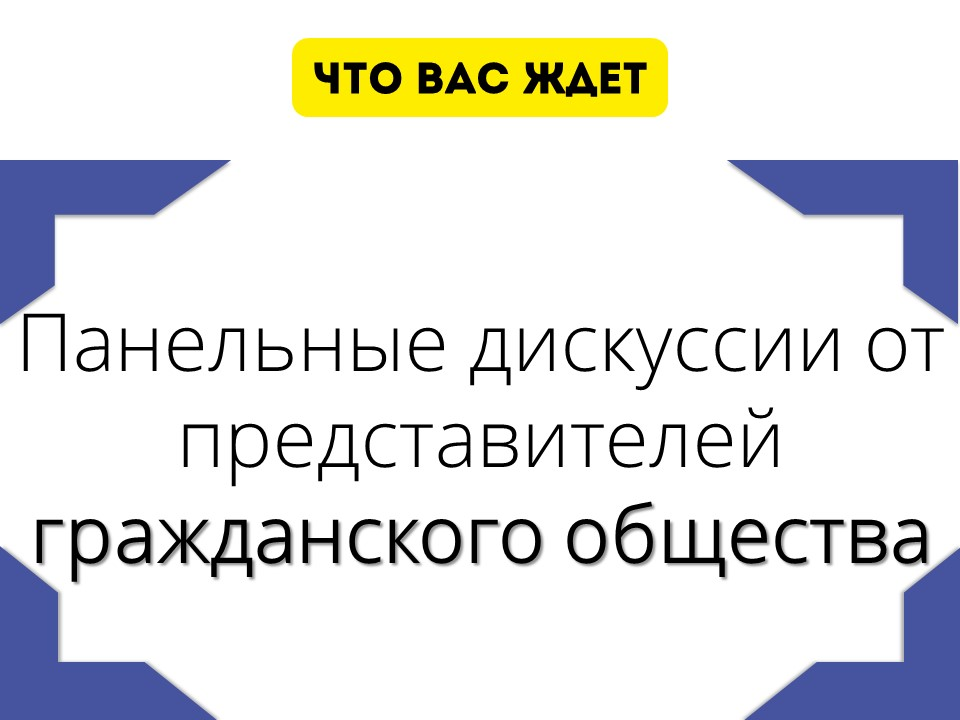 ЧТО ВАС ЖДЕТ
Панельные дискуссии от
представителей
гражданского общества